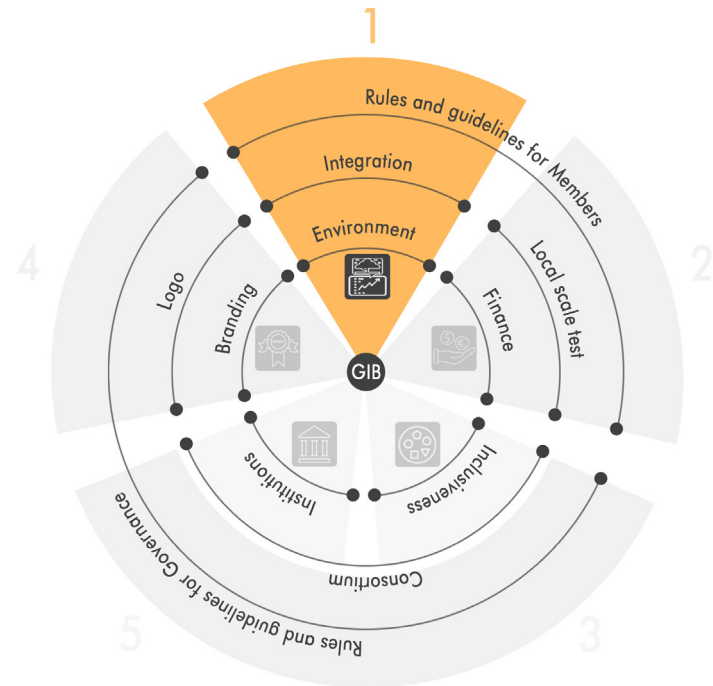 1
Rules and guidelines for Members
Integration
Environment
4
Logo
Branding
2
Local scale test
Finance
$ €
GIB
Institutions
Inclusiveness
Consortium
Rules and guidelines for Governance
5
3